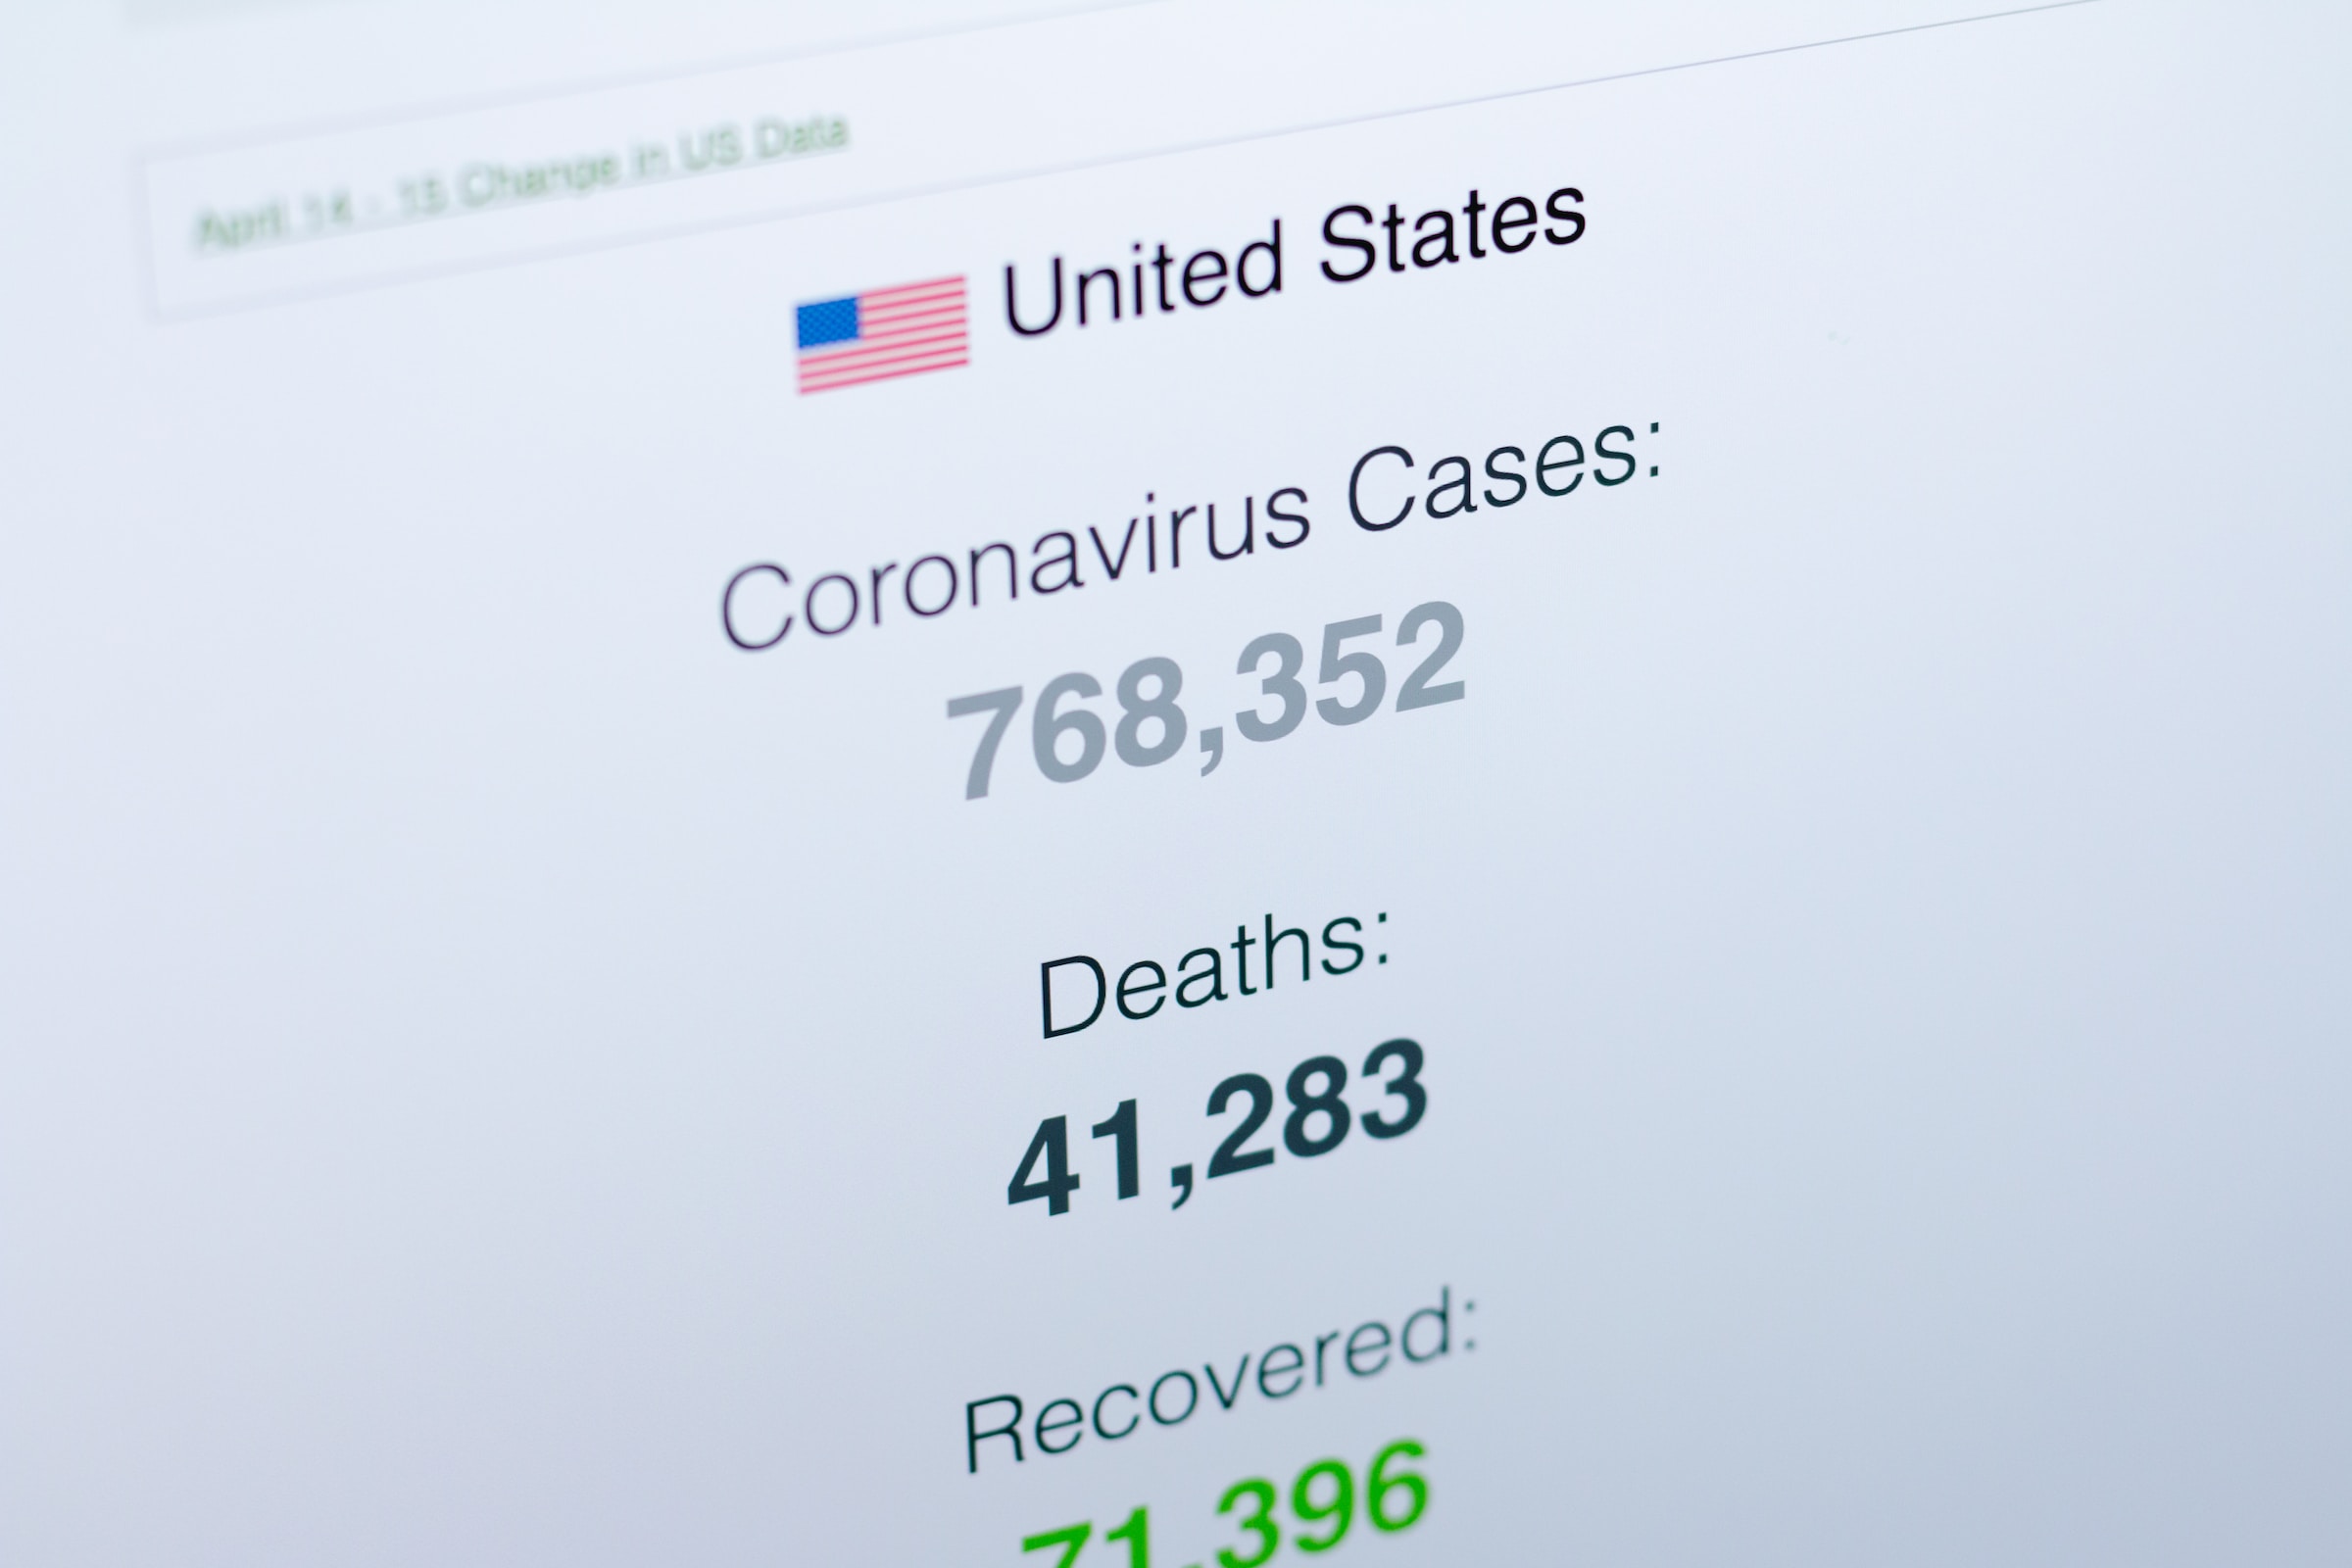 April 14 - 15 Change in US Data
United States
Coronavirus Cases:
768,352
Deaths:
41,283
Recovered:
71,396